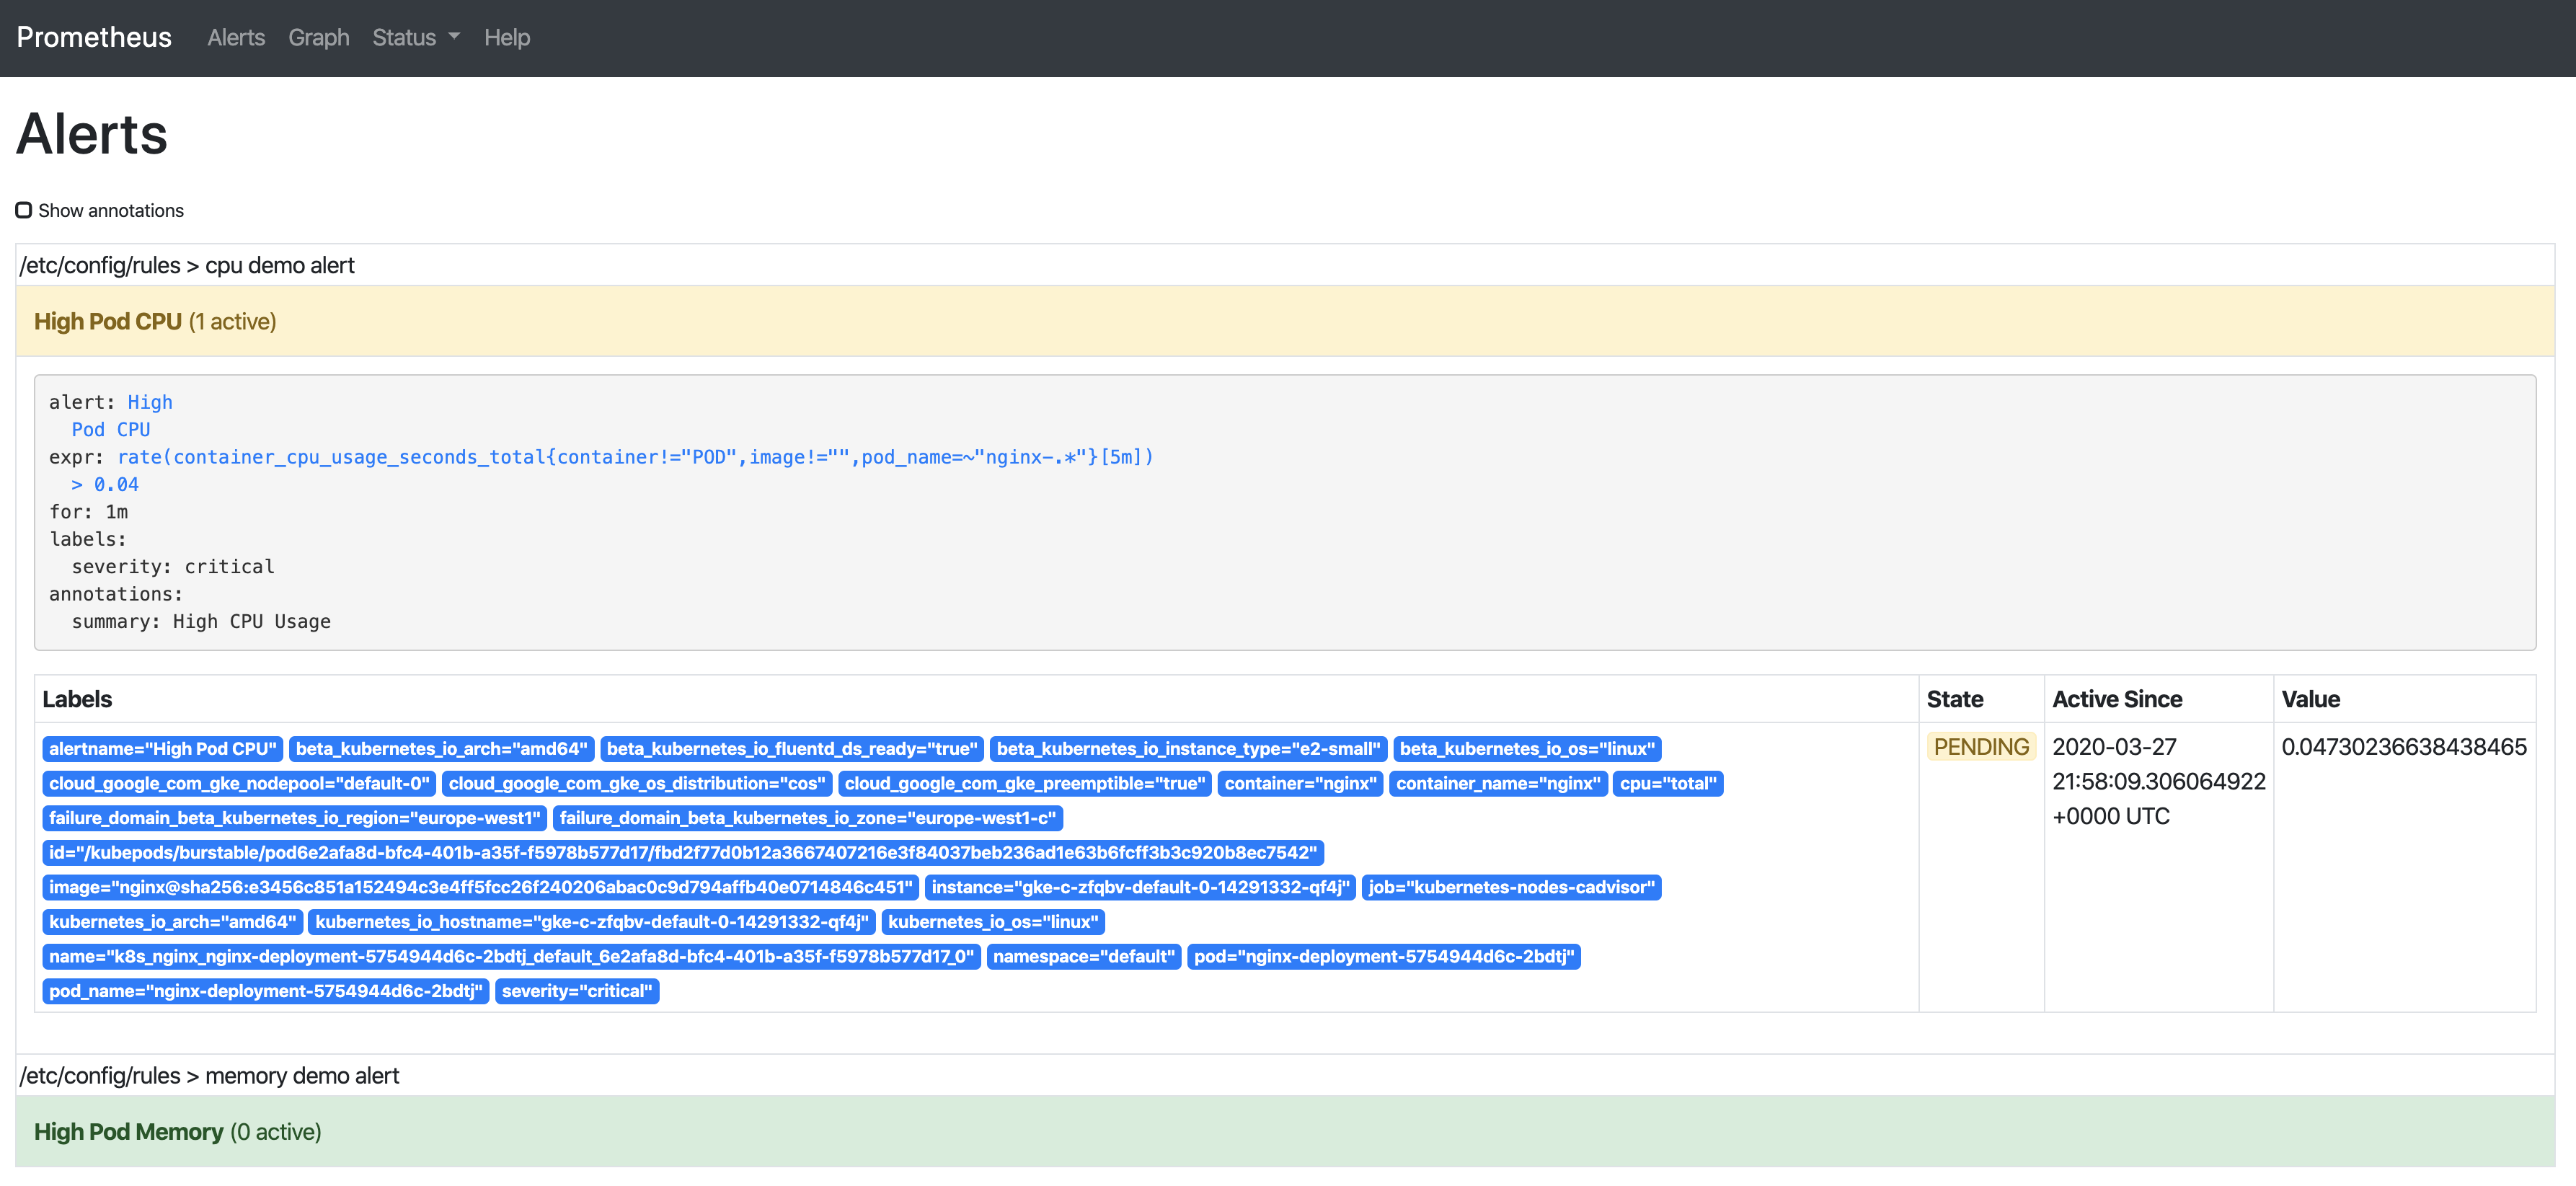 Prometheus Alerts Graph Status Help
Alerts
Show annotations
/etc/config/rules > cpu demo alert
High Pod CPU (1 active)
alert: High
  Pod CPU
expr: rate(container_cpu_usage_seconds_total{container!="POD",image!="",pod_name=~"nginx-.*"}[5m])
  > 0.04
for: 1m
labels:
  severity: critical
annotations:
  summary: High CPU Usage
Labels State Active Since Value
alertname="High Pod CPU" beta_kubernetes_io_arch="amd64" beta_kubernetes_io_fluentd_ds_ready="true" beta_kubernetes_io_instance_type="e2-small" beta_kubernetes_io_os="linux" PENDING 2020-03-27 0.04730236638438465
cloud_google_com_gke_nodepool="default-0" cloud_google_com_gke_os_distribution="cos" cloud_google_com_gke_preemptible="true" container="nginx" container_name="nginx" cpu="total" 21:58:09.306064922
failure_domain_beta_kubernetes_io_region="europe-west1" failure_domain_beta_kubernetes_io_zone="europe-west1-c" +0000 UTC
id="/kubepods/burstable/pod6e2afa8d-bfc4-401b-a35f-f5978b577d17/fbd2f77d0b12a3667407216e3f84037beb236ad1e63b6fcff3b3c920b8ec7542"
image="nginx@sha256:e3456c851a152494c3e4ff5fcc26f240206abac0c9d794affb40e0714846c451" instance="gke-c-zfqbv-default-0-14291332-qf4j" job="kubernetes-nodes-cadvisor"
kubernetes_io_arch="amd64" kubernetes_io_hostname="gke-c-zfqbv-default-0-14291332-qf4j" kubernetes_io_os="linux"
name="k8s_nginx_nginx-deployment-5754944d6c-2bdtj_default_6e2afa8d-bfc4-401b-a35f-f5978b577d17_0" namespace="default" pod="nginx-deployment-5754944d6c-2bdtj"
pod_name="nginx-deployment-5754944d6c-2bdtj" severity="critical"
/etc/config/rules > memory demo alert
High Pod Memory (0 active)